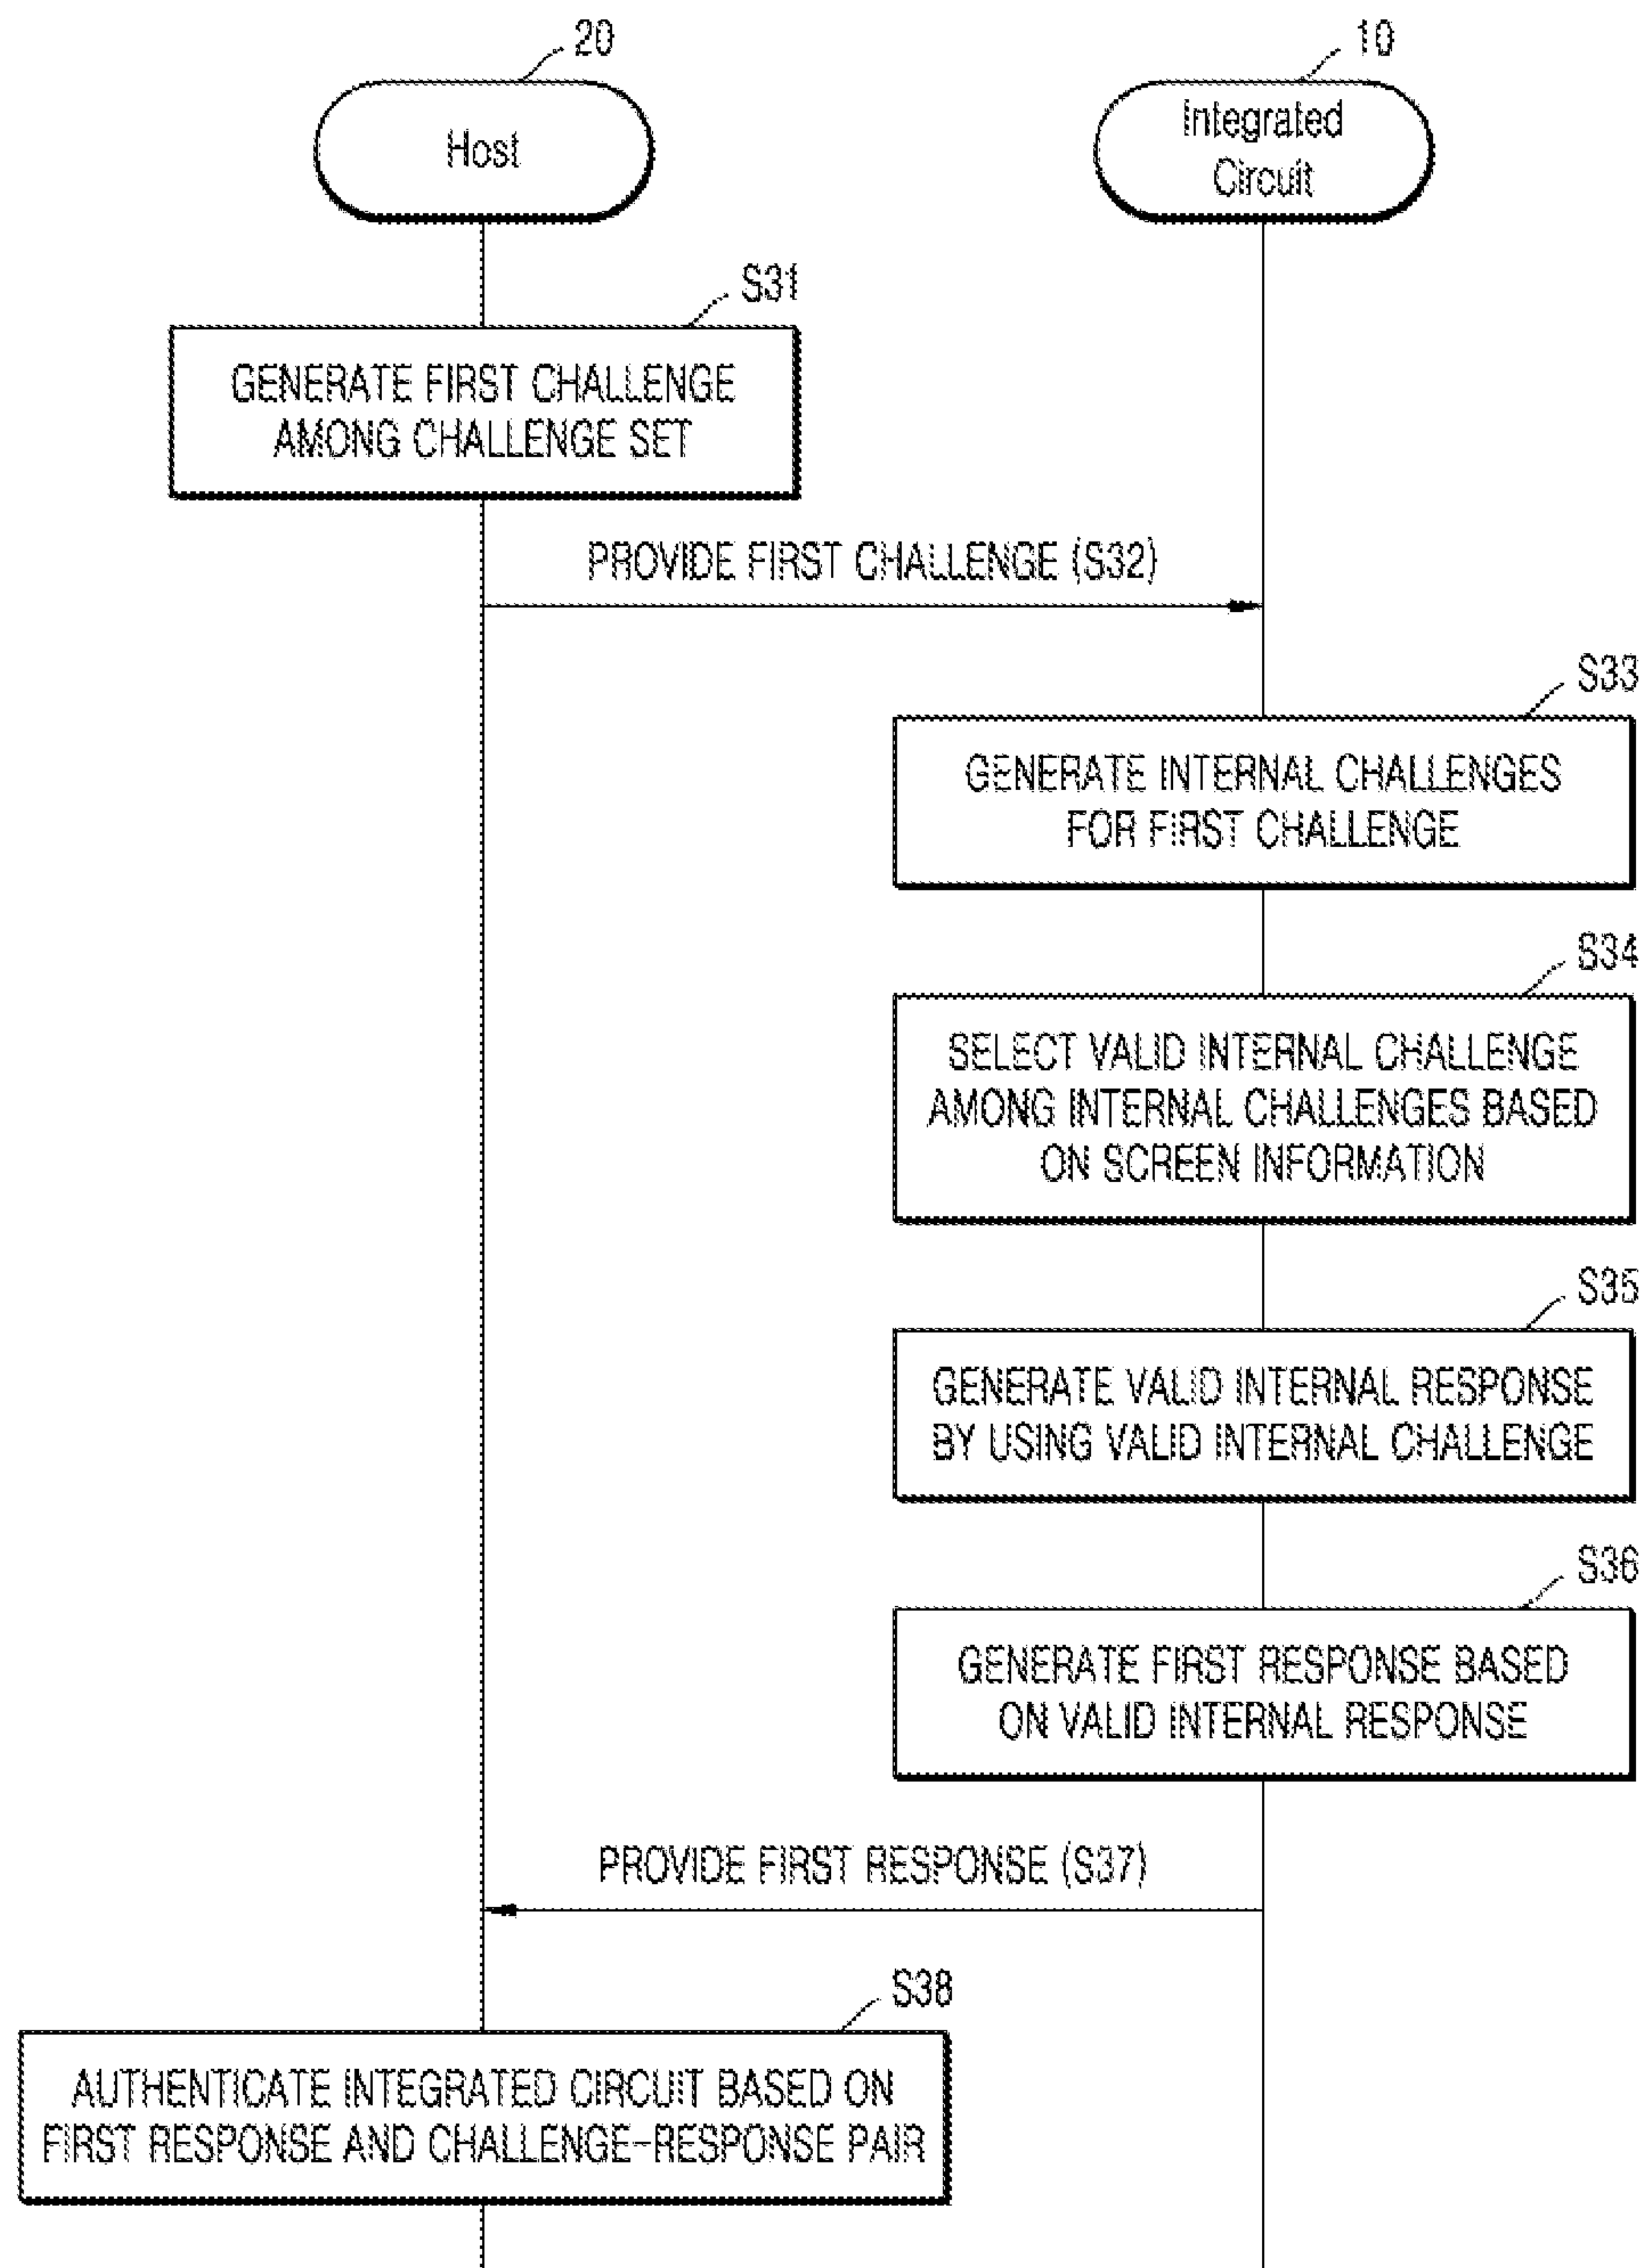 20
10
Host
Integrated
Circuit
S31
GENERATE FIRST CHALLENGE
AMONG CHALLENGE SET
PROVIDE FIRST CHALLENGE (S32)
S33
GENERATE INTERNAL CHALLENGES
FOR FIRST CHALLENGE
S34
SELECT VALID INTERNAL CHALLENGE
AMONG INTERNAL CHALLENGES BASED
ON SCREEN INFORMATION
S35
GENERATE VALID INTERNAL RESPONSE
BY USING VALID INTERNAL CHALLENGE
S36
GENERATE FIRST RESPONSE BASED
ON VALID INTERNAL RESPONSE
PROVIDE FIRST RESPONSE (S37)
S38
AUTHENTICATE INTEGRATED CIRCUIT BASED ON
FIRST RESPONSE AND CHALLENGE-RESPONSE PAIR